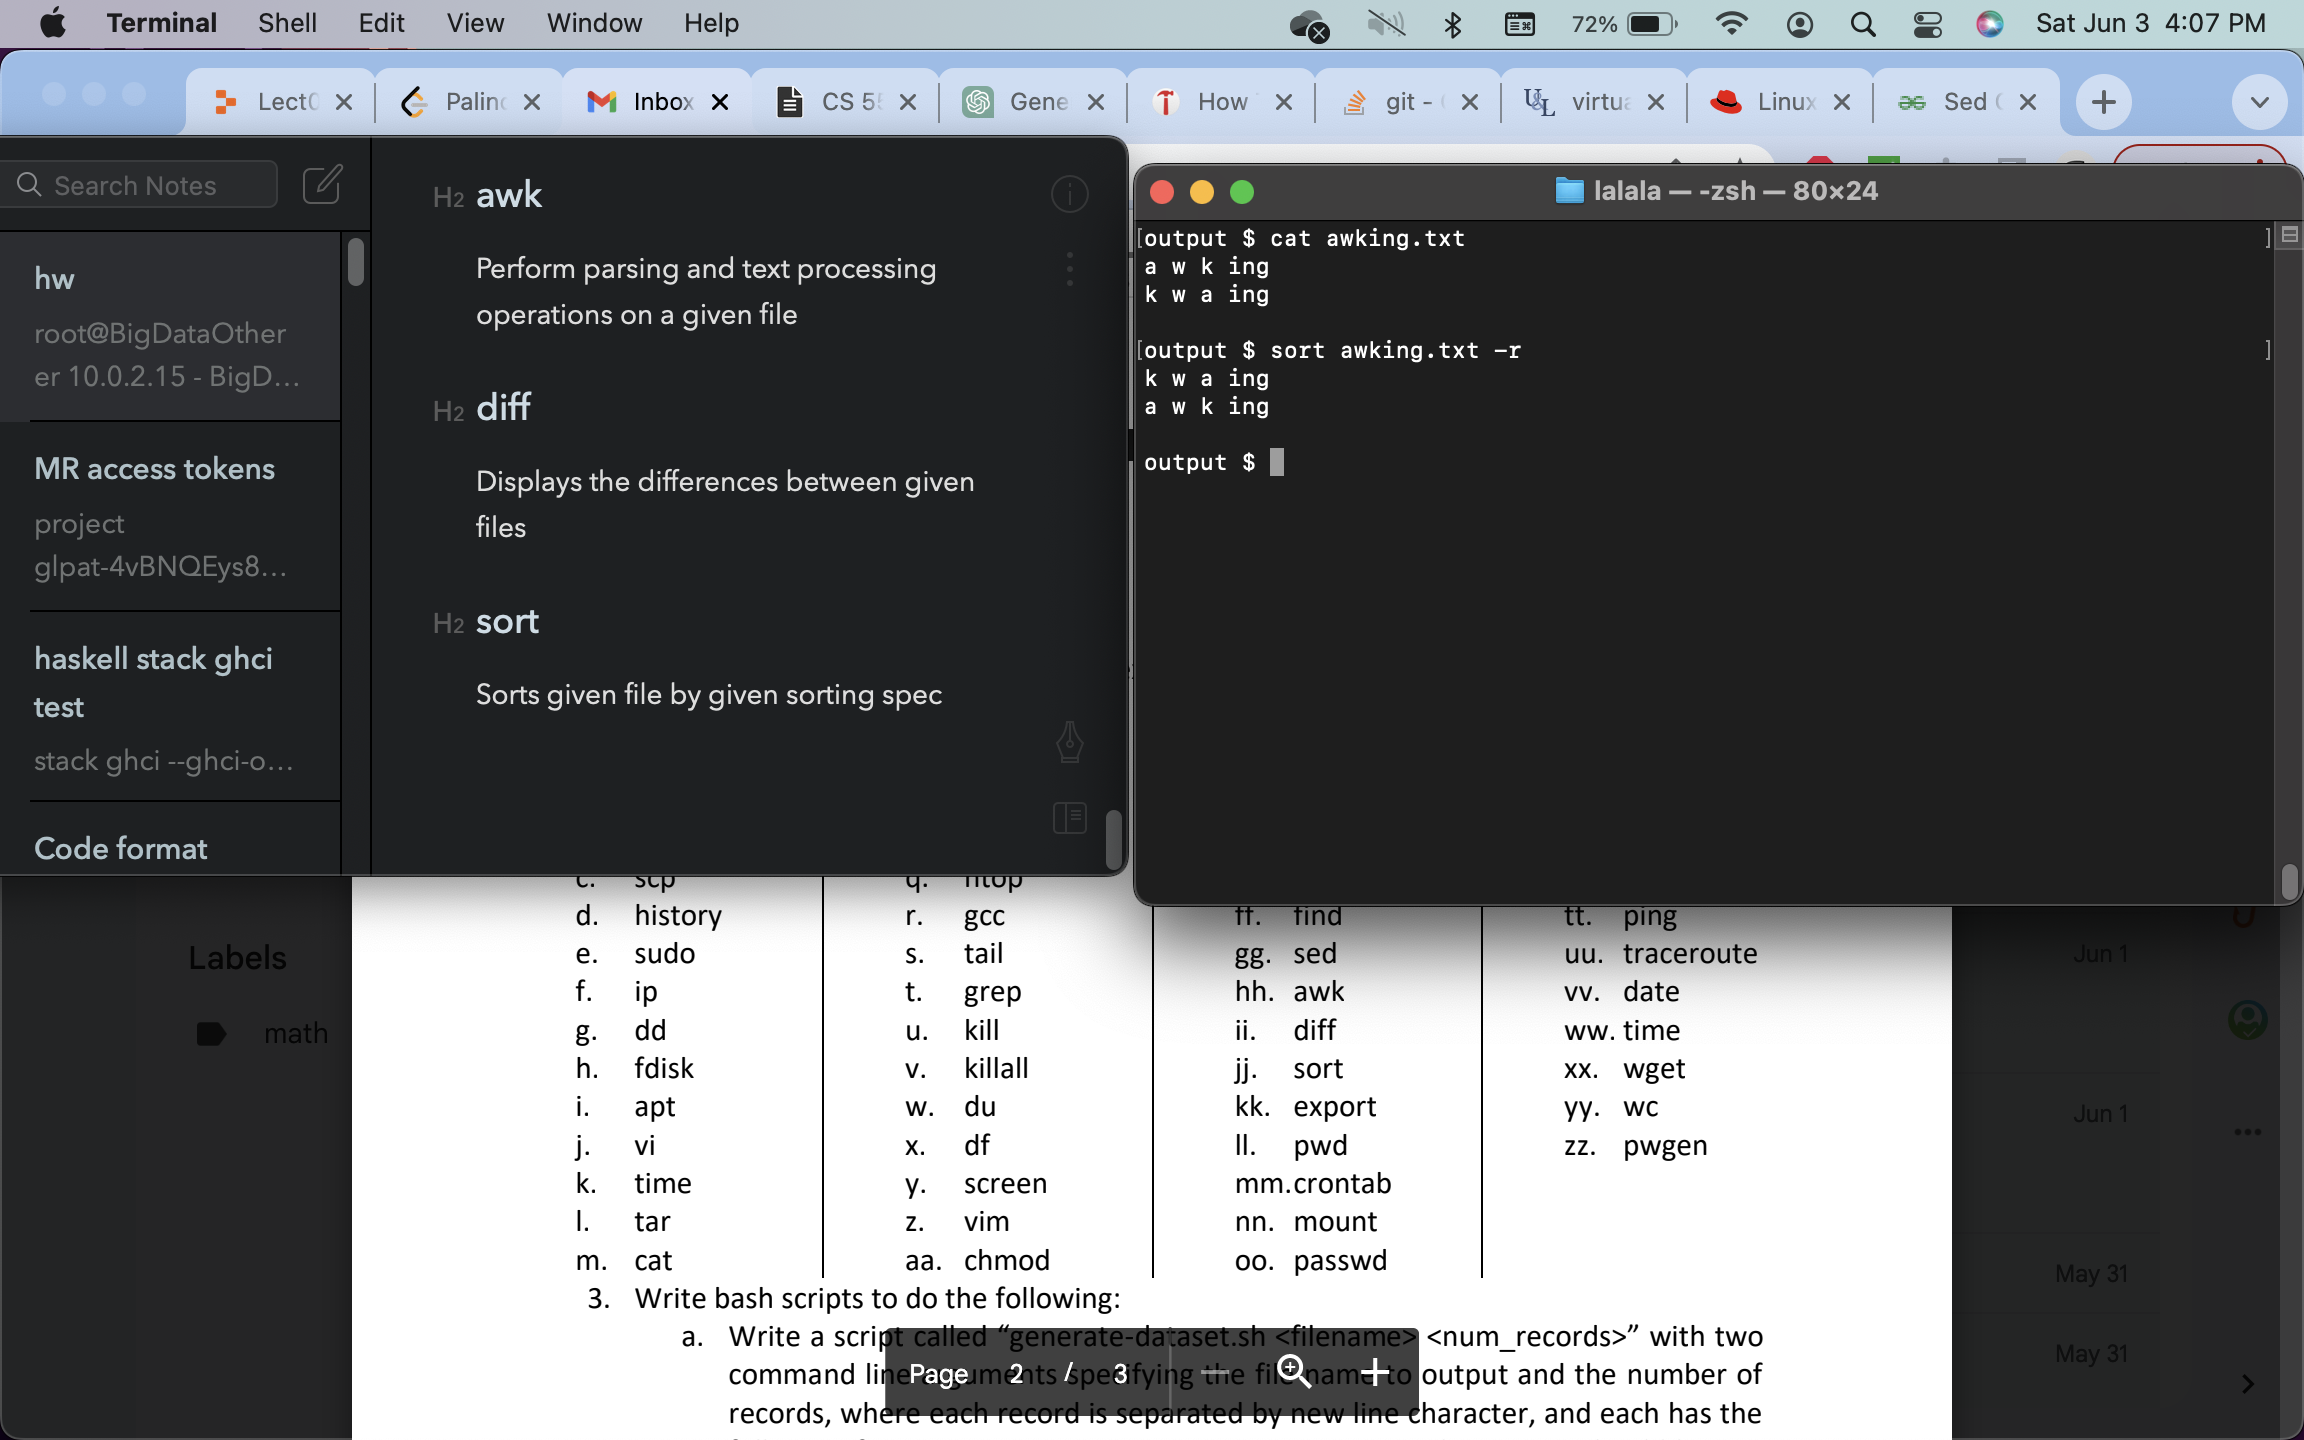 Terminal Shell Edit View Window Help 72% Sat Jun 3 4:07 PM
Lect Palin Inbox CS 5 Gene How git - virtua Linux Sed
Search Notes
hw
root@BigDataOther
er 10.0.2.15 - BigD...
MR access tokens
project
glpat-4vBNQEys8...
haskell stack ghci
test
stack ghci --ghci-o...
Code format
H2 awk
Perform parsing and text processing
operations on a given file
H2 diff
Displays the differences between given
files
H2 sort
Sorts given file by given sorting spec
lalala — -zsh — 80×24
[output $ cat awking.txt ]
a w k ing
k w a ing
[output $ sort awking.txt -r ]
k w a ing
a w k ing
output $
Labels
math
c. scp
d. history
e. sudo
f. ip
g. dd
h. fdisk
i. apt
j. vi
k. time
l. tar
m. cat
q. htop
r. gcc
s. tail
t. grep
u. kill
v. killall
w. du
x. df
y. screen
z. vim
aa. chmod
ff. find
gg. sed
hh. awk
ii. diff
jj. sort
kk. export
ll. pwd
mm. crontab
nn. mount
oo. passwd
tt. ping
uu. traceroute
vv. date
ww. time
xx. wget
yy. wc
zz. pwgen
3. Write bash scripts to do the following:
a. Write a script called “generate-dataset.sh <filename> <num_records>” with two
command line arguments specifying the file name to output and the number of
records, where each record is separated by new line character, and each has the
Page 2 / 3
Jun 1
Jun 1
May 31
May 31